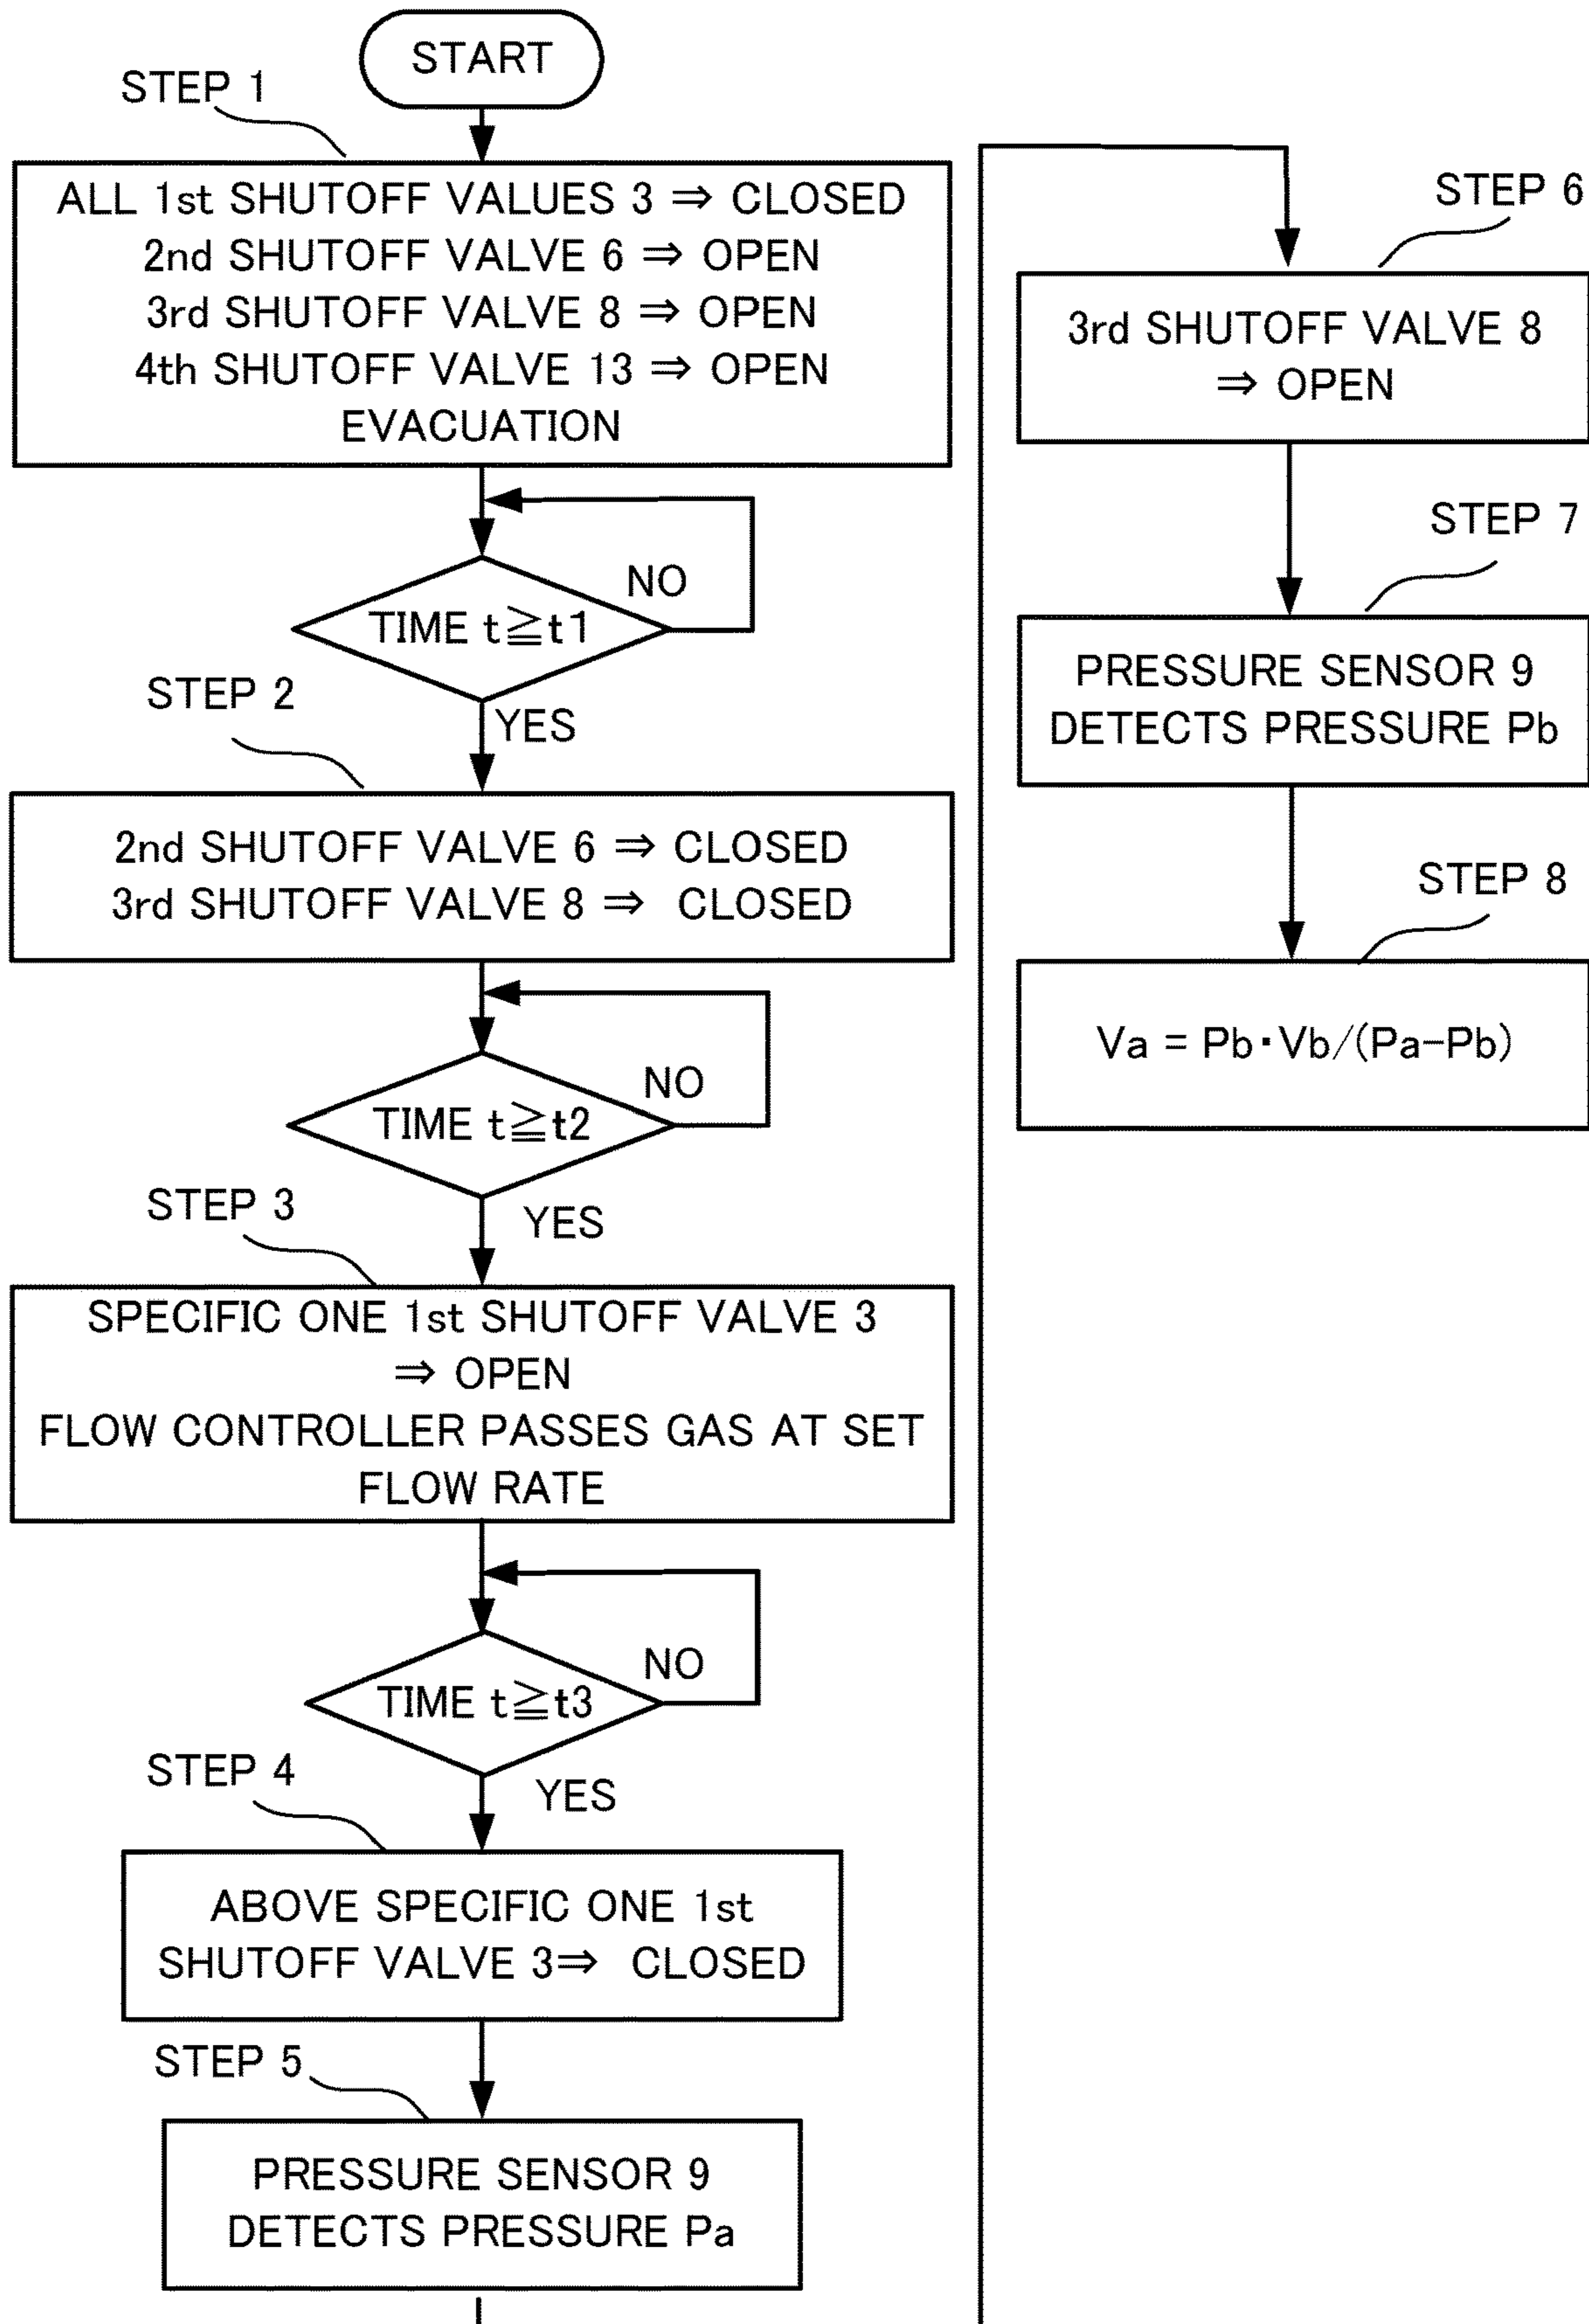 START
STEP 1
ALL 1st SHUTOFF VALUES 3 ⇒ CLOSED
2nd SHUTOFF VALVE 6 ⇒ OPEN
3rd SHUTOFF VALVE 8 ⇒ OPEN
4th SHUTOFF VALVE 13 ⇒ OPEN
EVACUATION
NO
TIME t≧t1
YES
STEP 2
2nd SHUTOFF VALVE 6 ⇒ CLOSED
3rd SHUTOFF VALVE 8 ⇒ CLOSED
NO
TIME t≧t2
YES
STEP 3
SPECIFIC ONE 1st SHUTOFF VALVE 3
⇒ OPEN
FLOW CONTROLLER PASSES GAS AT SET
FLOW RATE
NO
TIME t≧t3
YES
STEP 4
ABOVE SPECIFIC ONE 1st
SHUTOFF VALVE 3⇒ CLOSED
STEP 5
PRESSURE SENSOR 9
DETECTS PRESSURE Pa
STEP 6
3rd SHUTOFF VALVE 8
⇒ OPEN
STEP 7
PRESSURE SENSOR 9
DETECTS PRESSURE Pb
STEP 8
Va = Pb・Vb/(Pa-Pb)